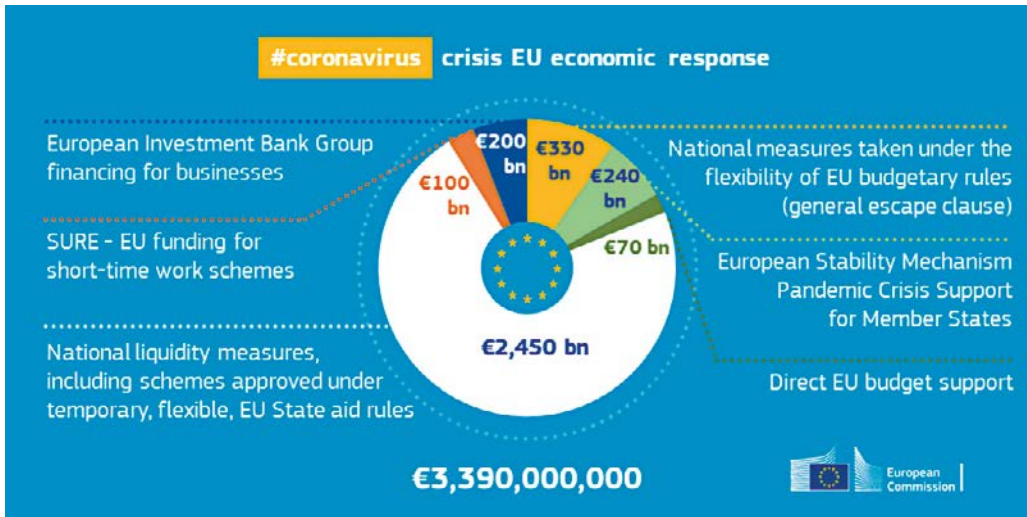 #coronavirus crisis EU economic response
European Investment Bank Group
financing for businesses
SURE - EU funding for
short-time work schemes
National liquidity measures,
including schemes approved under
temporary, flexible, EU State aid rules
€200
bn
€330
bn
€240
bn
€100
bn
€70 bn
€2,450 bn
National measures taken under the
flexibility of EU budgetary rules
(general escape clause)
European Stability Mechanism
Pandemic Crisis Support
for Member States
Direct EU budget support
€3,390,000,000
European
Commission